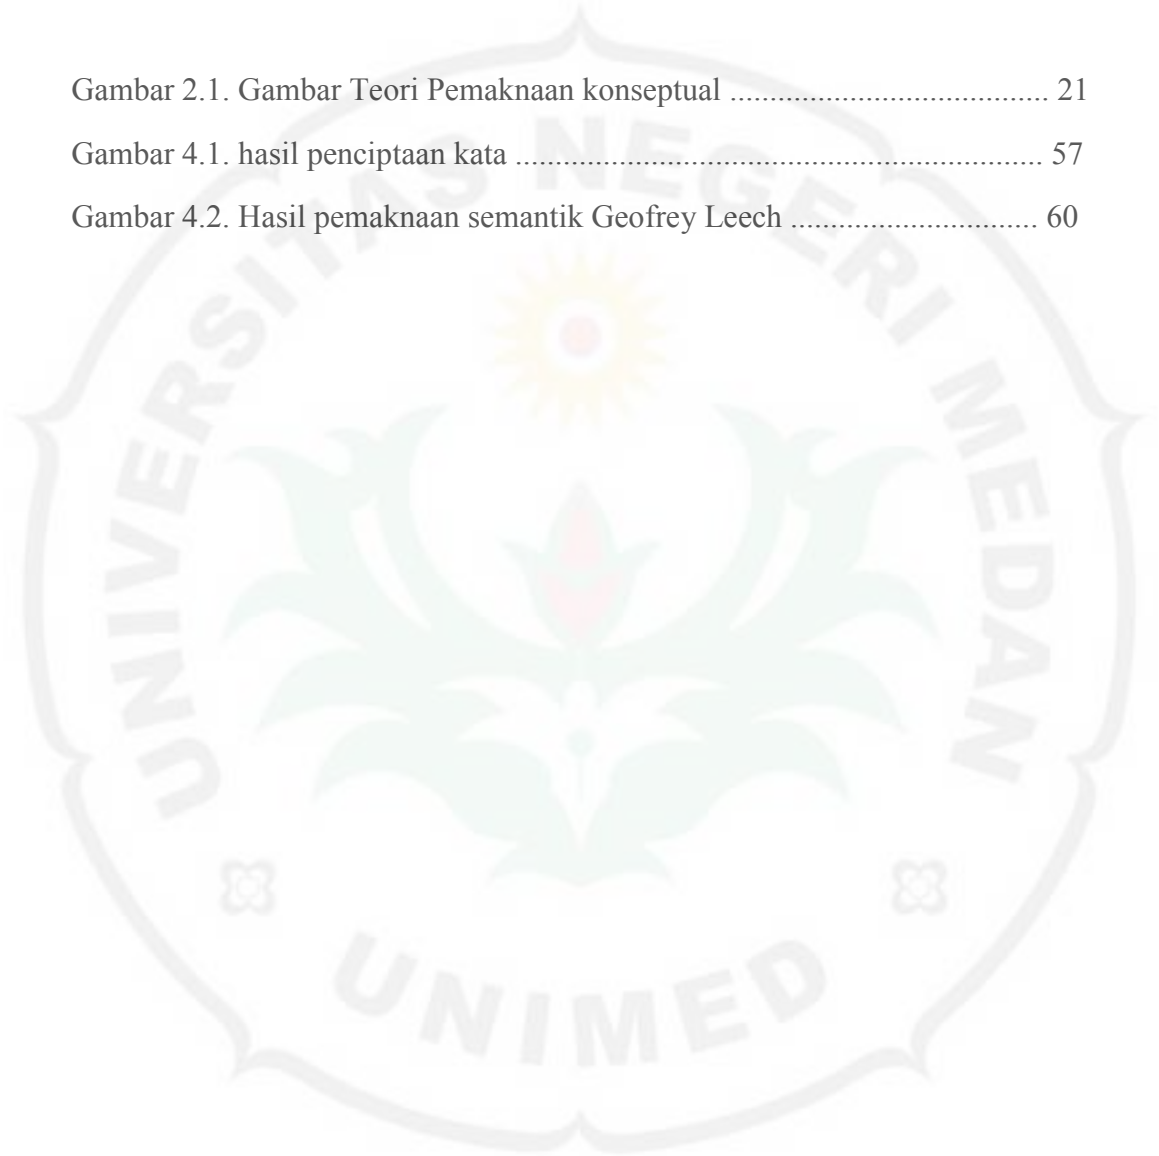 Gambar 2.1. Gambar Teori Pemaknaan konseptual ........................................ 21
Gambar 4.1. hasil penciptaan kata .................................................................. 57
Gambar 4.2. Hasil pemaknaan semantik Geofrey Leech ............................... 60
UNIVERSITAS NEGERI MEDAN
UNIMED